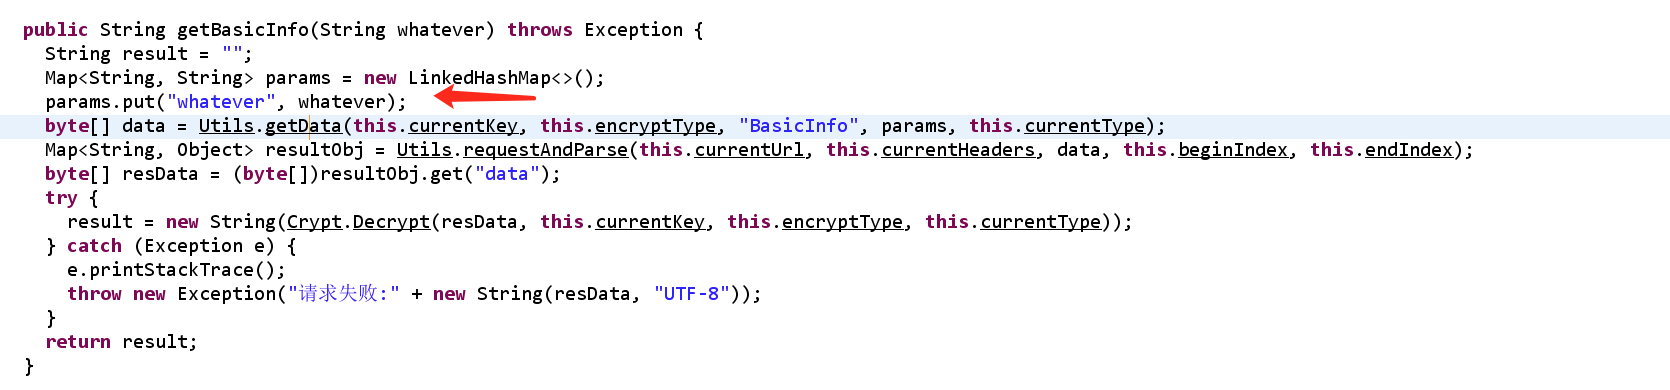 public String getBasicInfo(String whatever) throws Exception {
  String result = "";
  Map<String, String> params = new LinkedHashMap<>();
  params.put("whatever", whatever);
  byte[] data = Utils.getData(this.currentKey, this.encryptType, "BasicInfo", params, this.currentType);
  Map<String, Object> resultObj = Utils.requestAndParse(this.currentUrl, this.currentHeaders, data, this.beginIndex, this.endIndex);
  byte[] resData = (byte[])resultObj.get("data");
  try {
    result = new String(Crypt.Decrypt(resData, this.currentKey, this.encryptType, this.currentType));
  } catch (Exception e) {
    e.printStackTrace();
    throw new Exception("请求失败:" + new String(resData, "UTF-8"));
  }
  return result;
}